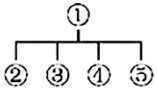 ①
② ③ ④ ⑤